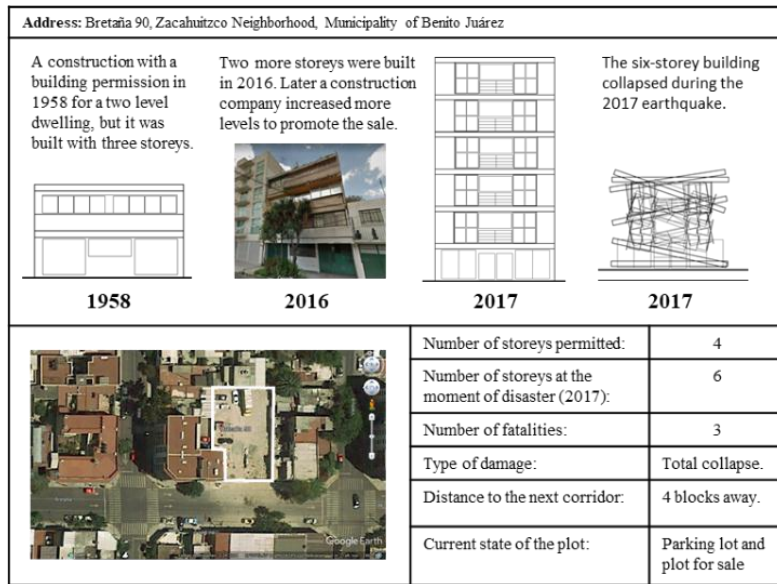 Address: Bretaña 90, Zacahuitzco Neighborhood, Municipality of Benito Juárez
A construction with a
building permission in
1958 for a two level
dwelling, but it was
built with three storeys.
Two more storeys were built
in 2016. Later a construction
company increased more
levels to promote the sale.
The six-storey building
collapsed during the
2017 earthquake.
1958
2016
2017
2017
Number of storeys permitted:
4
Number of storeys at the
moment of disaster (2017):
6
Number of fatalities:
3
Type of damage:
Total collapse.
Distance to the next corridor:
4 blocks away.
Current state of the plot:
Parking lot and
plot for sale
Bretaña 90
Google Earth